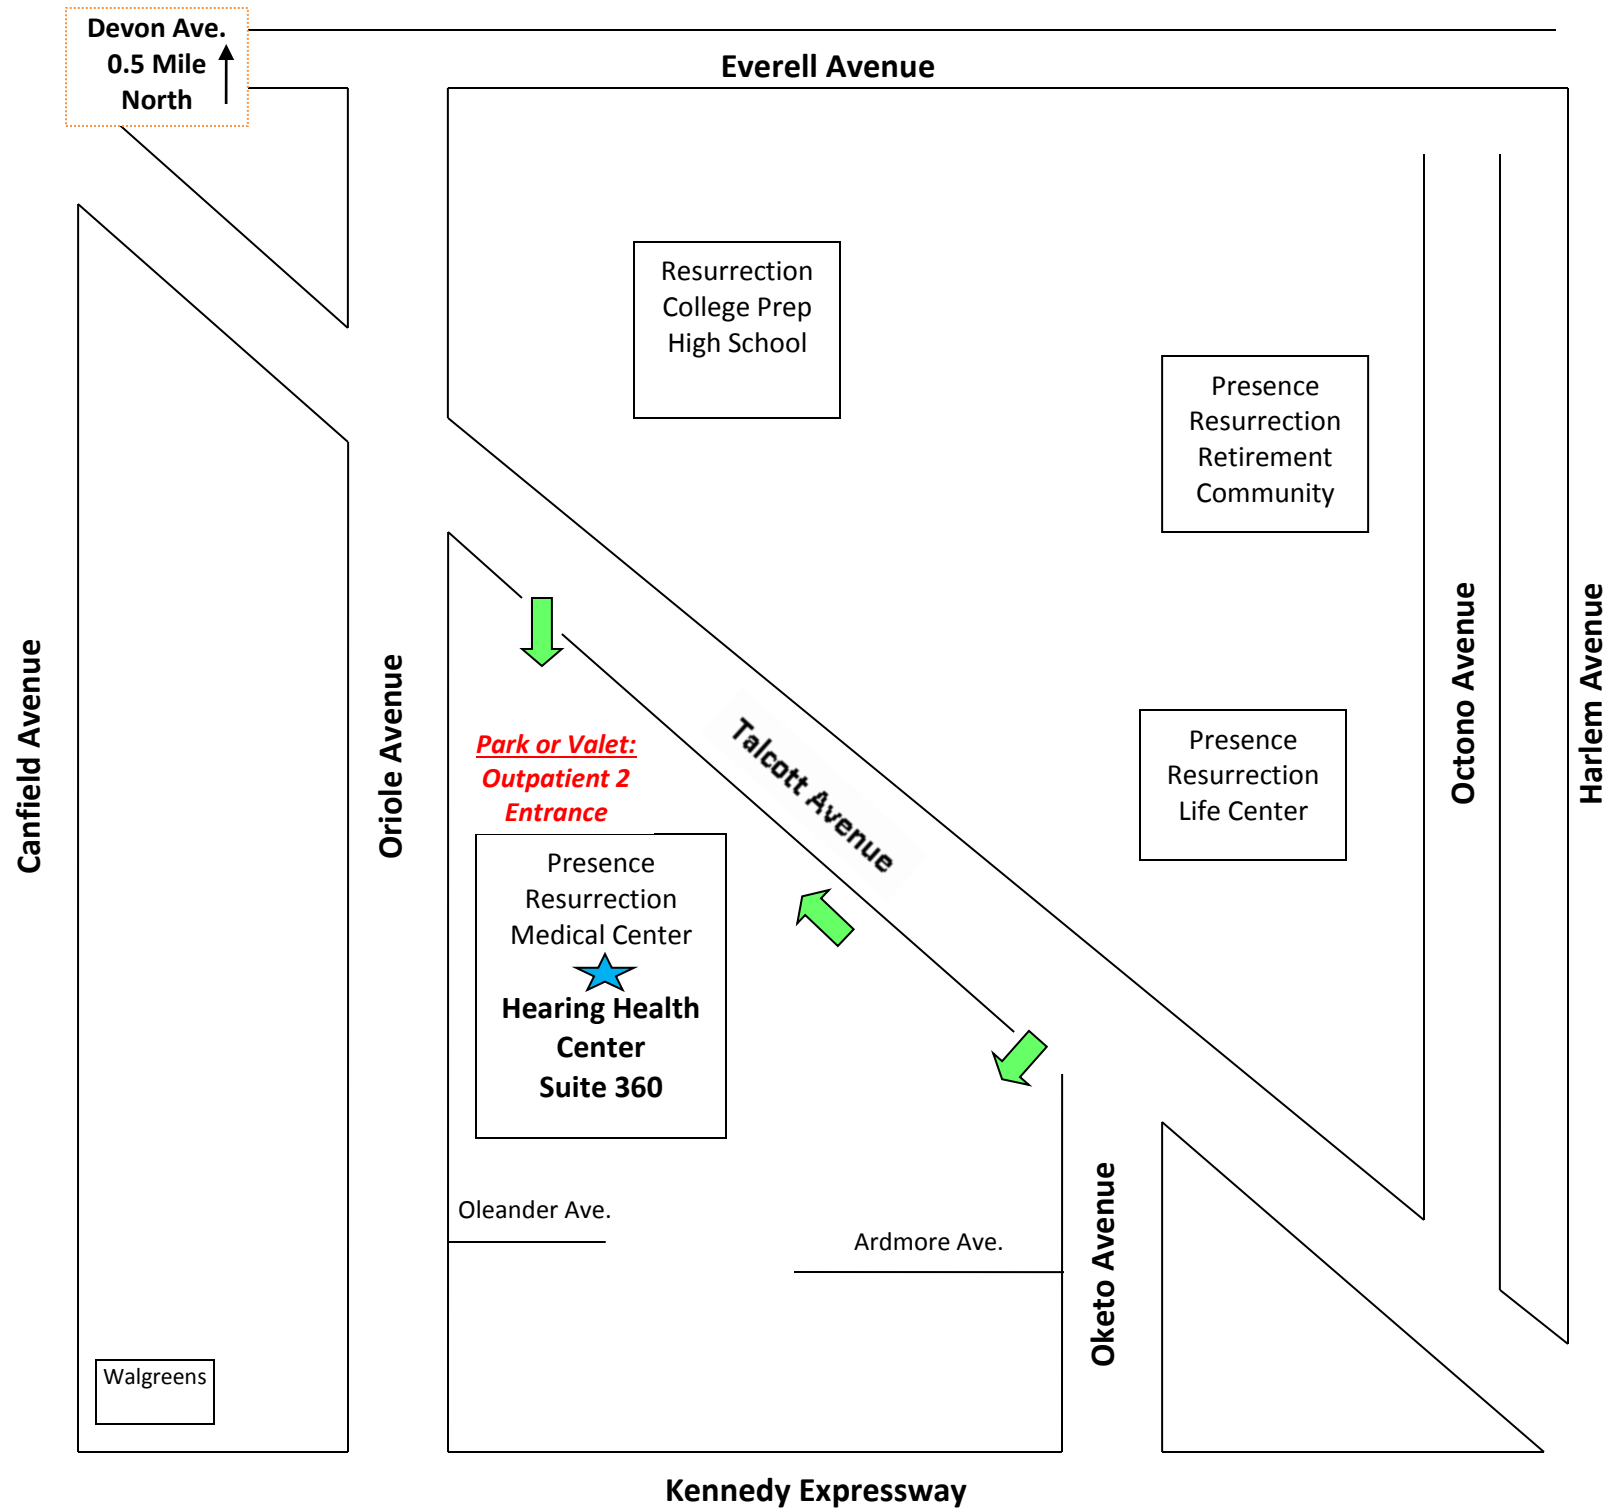 Devon Ave.
0.5 Mile
North
Everell Avenue
Resurrection
College Prep
High School
Presence
Resurrection
Retirement
Community
Canfield Avenue
Oriole Avenue
Octono Avenue
Harlem Avenue
Park or Valet:
Outpatient 2
Entrance
Talcott Avenue
Presence
Resurrection
Life Center
Presence
Resurrection
Medical Center
Hearing Health
Center
Suite 360
Oleander Ave.
Ardmore Ave.
Oketo Avenue
Walgreens
Kennedy Expressway